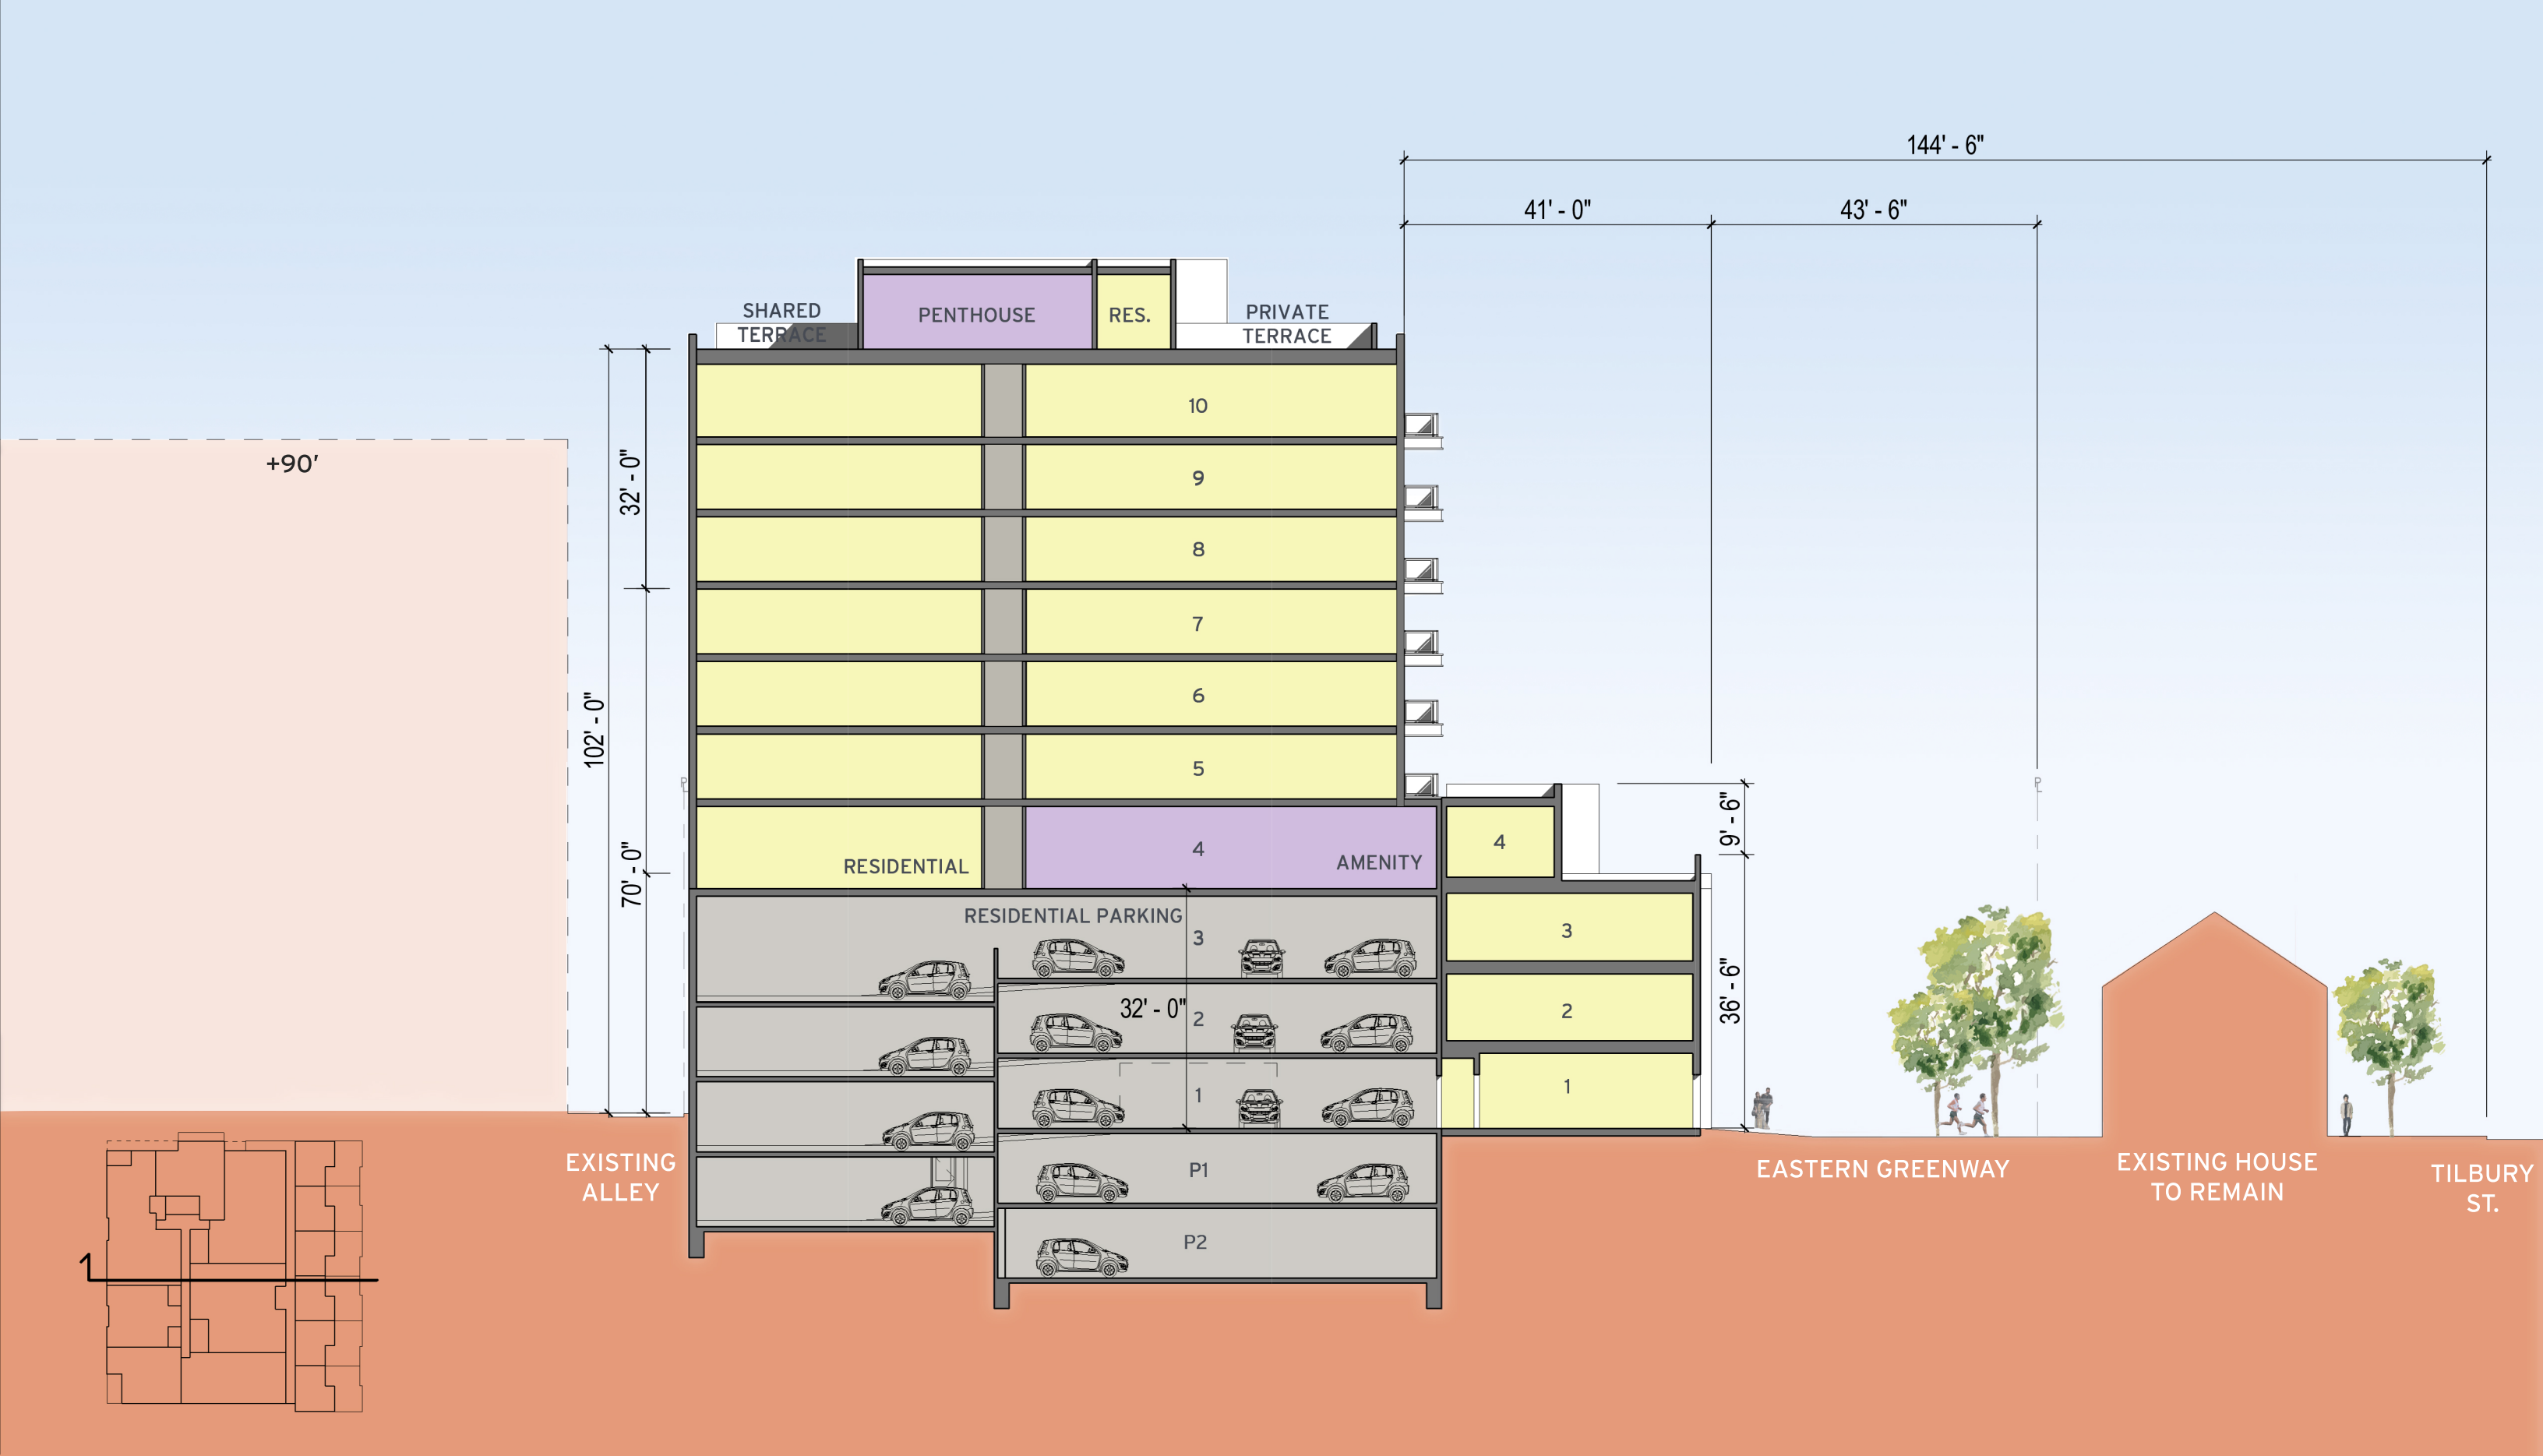 144' - 6"
41' - 0"
43' - 6"
SHARED
TERRACE
PENTHOUSE
RES.
PRIVATE
TERRACE
10
+90'
32' - 0"
9
8
7
6
102' - 0"
5
PL
PL
9' - 6"
4
4
RESIDENTIAL
AMENITY
70' - 0"
RESIDENTIAL PARKING
3
3
36' - 6"
32' - 0"
2
2
1
1
EXISTING
ALLEY
P1
EASTERN GREENWAY
EXISTING HOUSE
TO REMAIN
TILBURY
ST.
P2
1